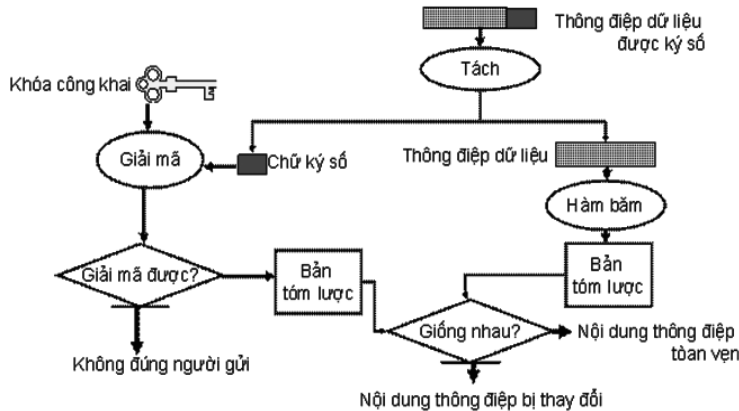 Thông điệp dữ liệu
được ký số
Tách
Khóa công khai
Giải mã
Chữ ký số
Thông điệp dữ liệu
Hàm băm
Giải mã được?
Bản
tóm lược
Bản
tóm lược
Giống nhau?
Nội dung thông điệp
tòan vẹn
Không đúng người gửi
Nội dung thông điệp bị thay đổi